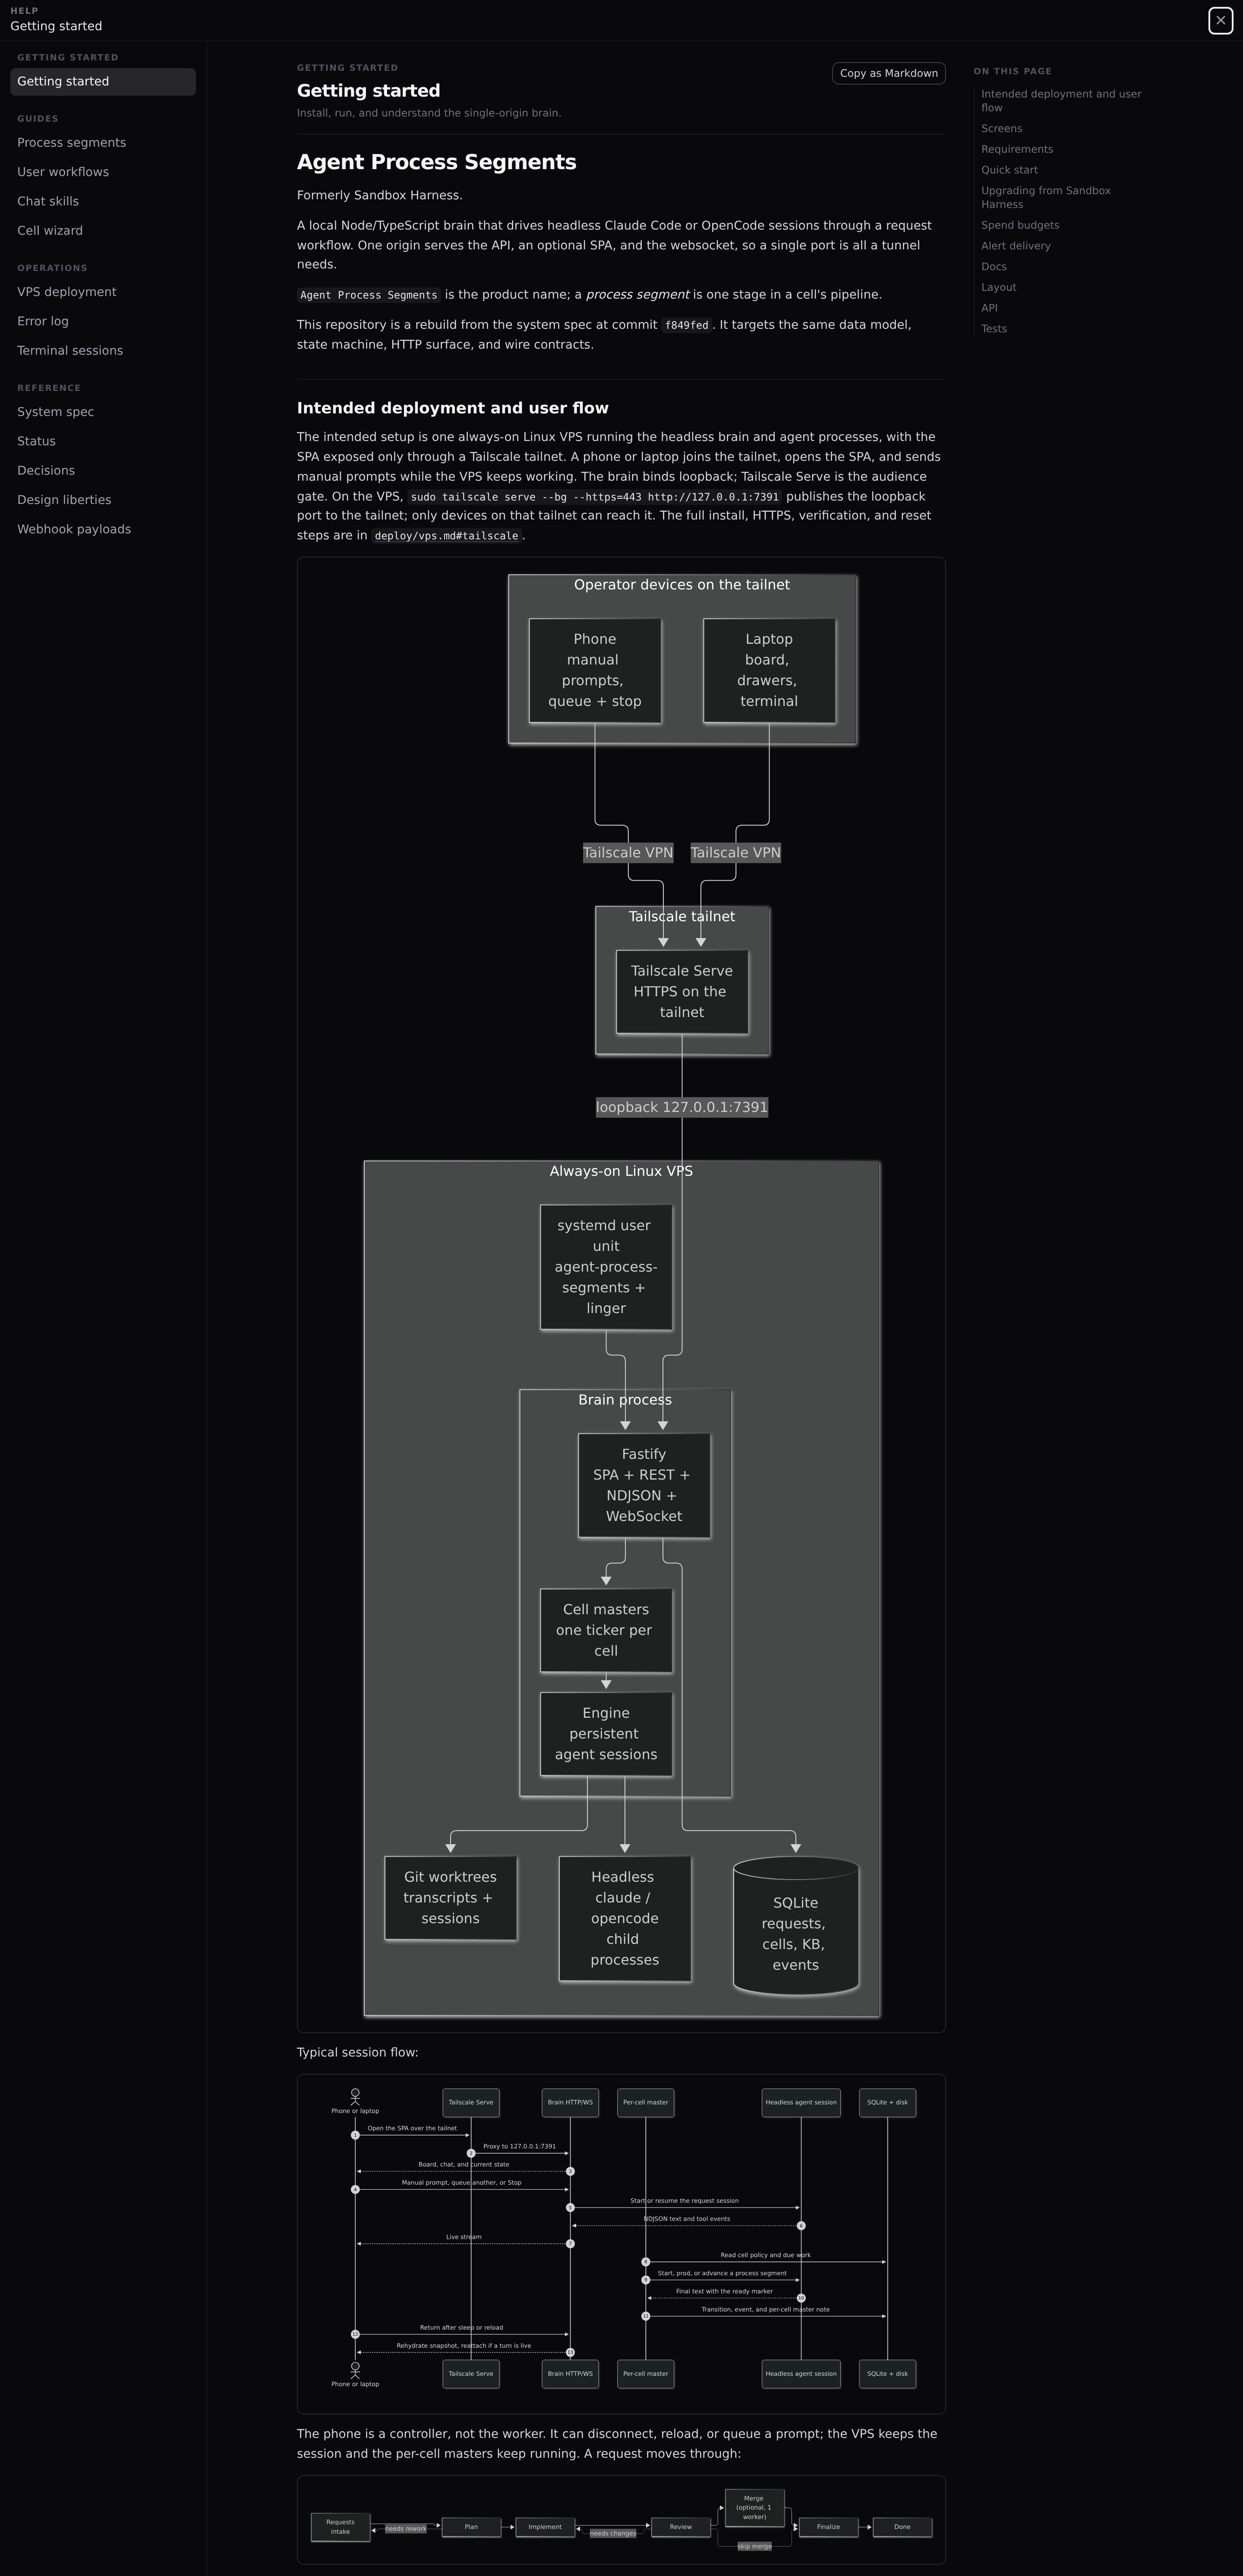 HELP
Getting started
GETTING STARTED
Getting started
GUIDES
Process segments
User workflows
Chat skills
Cell wizard
OPERATIONS
VPS deployment
Error log
Terminal sessions
REFERENCE
System spec
Status
Decisions
Design liberties
Webhook payloads
GETTING STARTED
Getting started
Install, run, and understand the single-origin brain.
Copy as Markdown
Agent Process Segments
Formerly Sandbox Harness.
A local Node/TypeScript brain that drives headless Claude Code or OpenCode sessions through a request
workflow. One origin serves the API, an optional SPA, and the websocket, so a single port is all a tunnel
needs.
Agent Process Segments is the product name; a process segment is one stage in a cell's pipeline.
This repository is a rebuild from the system spec at commit f849fed. It targets the same data model,
state machine, HTTP surface, and wire contracts.
Intended deployment and user flow
The intended setup is one always-on Linux VPS running the headless brain and agent processes, with the
SPA exposed only through a Tailscale tailnet. A phone or laptop joins the tailnet, opens the SPA, and sends
manual prompts while the VPS keeps working. The brain binds loopback; Tailscale Serve is the audience
gate. On the VPS, sudo tailscale serve --bg --https=443 http://127.0.0.1:7391 publishes the loopback
port to the tailnet; only devices on that tailnet can reach it. The full install, HTTPS, verification, and reset
steps are in deploy/vps.md#tailscale.
Operator devices on the tailnet
Phone
manual
prompts,
queue + stop
Laptop
board,
drawers,
terminal
Tailscale VPN
Tailscale VPN
Tailscale tailnet
Tailscale Serve
HTTPS on the
tailnet
loopback 127.0.0.1:7391
Always-on Linux VPS
systemd user
unit
agent-process-
segments +
linger
Brain process
Fastify
SPA + REST +
NDJSON +
WebSocket
Cell masters
one ticker per
cell
Engine
persistent
agent sessions
Git worktrees
transcripts +
sessions
Headless
claude /
opencode
child
processes
SQLite
requests,
cells, KB,
events
Typical session flow:
Phone or laptop
Tailscale Serve
Brain HTTP/WS
Per-cell master
Headless agent session
SQLite + disk
1
Open the SPA over the tailnet
2
Proxy to 127.0.0.1:7391
3
Board, chat, and current state
4
Manual prompt, queue another, or Stop
5
Start or resume the request session
6
NDJSON text and tool events
7
Live stream
8
Read cell policy and due work
9
Start, prod, or advance a process segment
10
Final text with the ready marker
11
Transition, event, and per-cell master note
12
Return after sleep or reload
13
Rehydrate snapshot, reattach if a turn is live
Phone or laptop
Tailscale Serve
Brain HTTP/WS
Per-cell master
Headless agent session
SQLite + disk
The phone is a controller, not the worker. It can disconnect, reload, or queue a prompt; the VPS keeps the
session and the per-cell masters keep running. A request moves through:
Requests
intake
needs rework
Plan
Implement
needs changes
Review
Merge
(optional, 1
worker)
skip merge
Finalize
Done
ON THIS PAGE
Intended deployment and user
flow
Screens
Requirements
Quick start
Upgrading from Sandbox
Harness
Spend budgets
Alert delivery
Docs
Layout
API
Tests